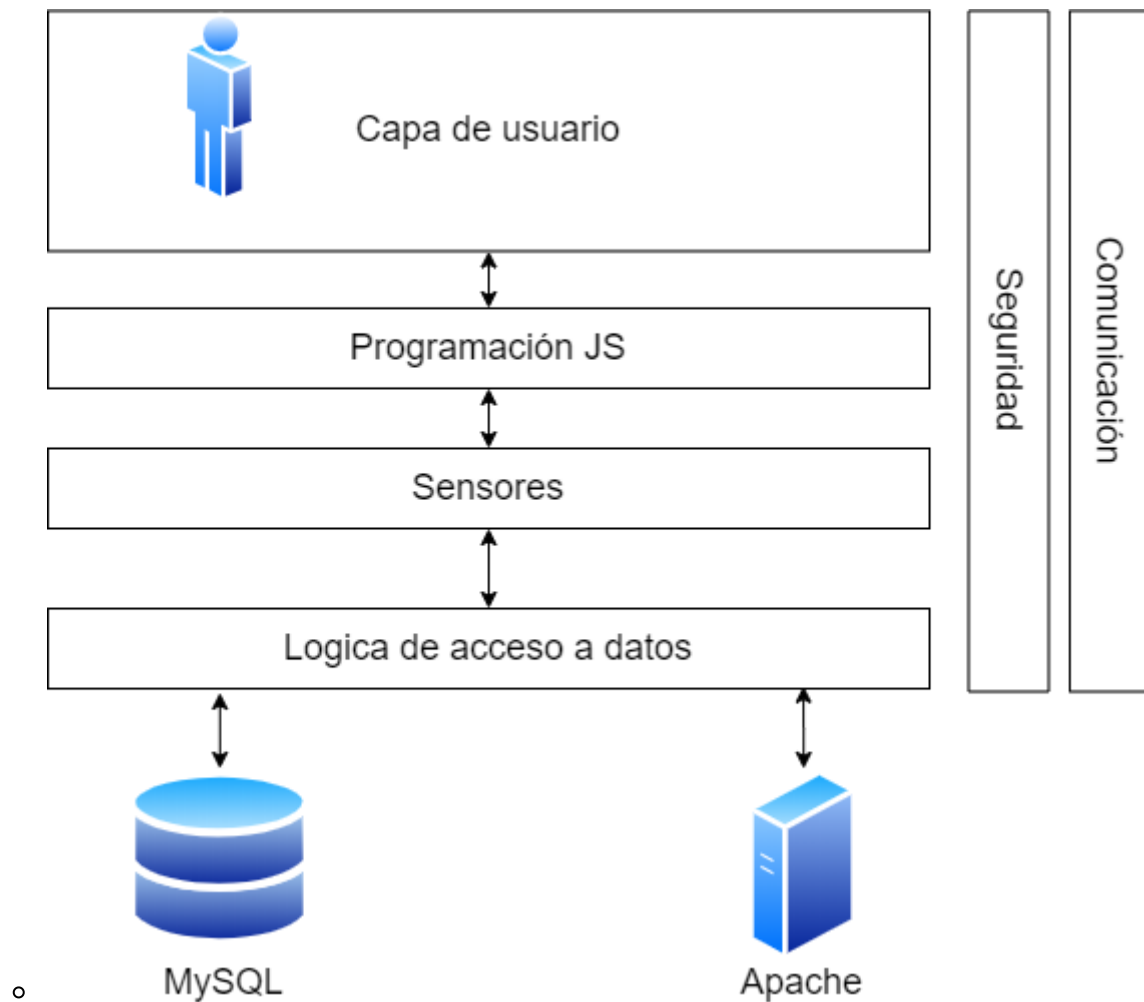 Capa de usuario
Programación JS
Sensores
Logica de acceso a datos
MySQL
Apache
Seguridad
Comunicación